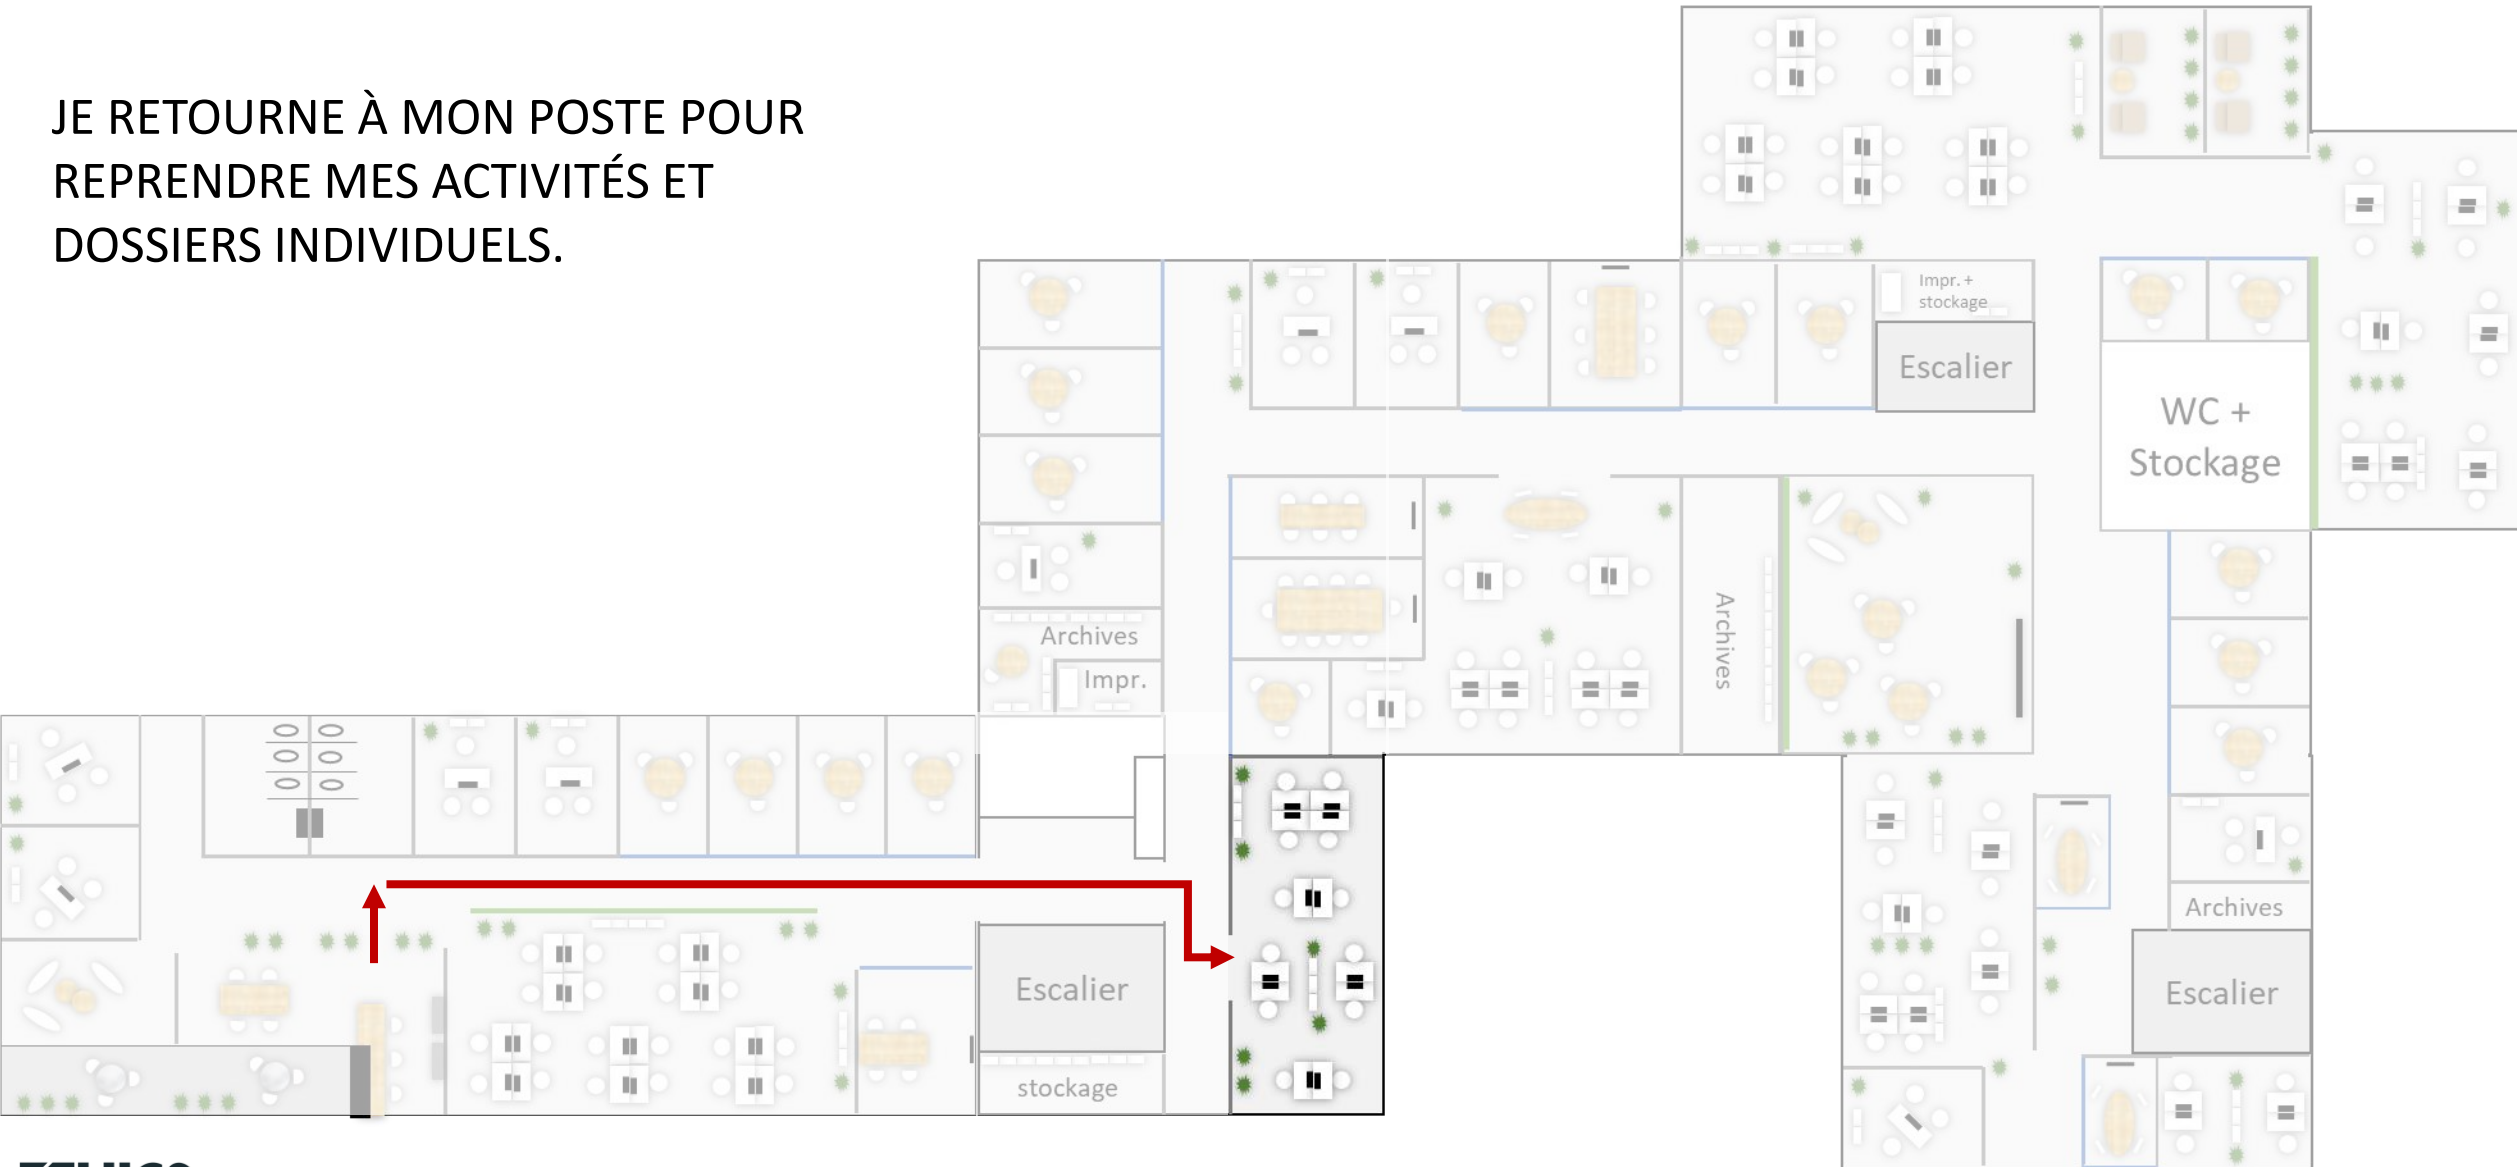 JE RETOURNE À MON POSTE POUR
REPRENDRE MES ACTIVITÉS ET
DOSSIERS INDIVIDUELS.
Impr. +
stockage
Escalier
WC +
Stockage
Archives
Impr.
Archives
Archives
Escalier
Escalier
stockage